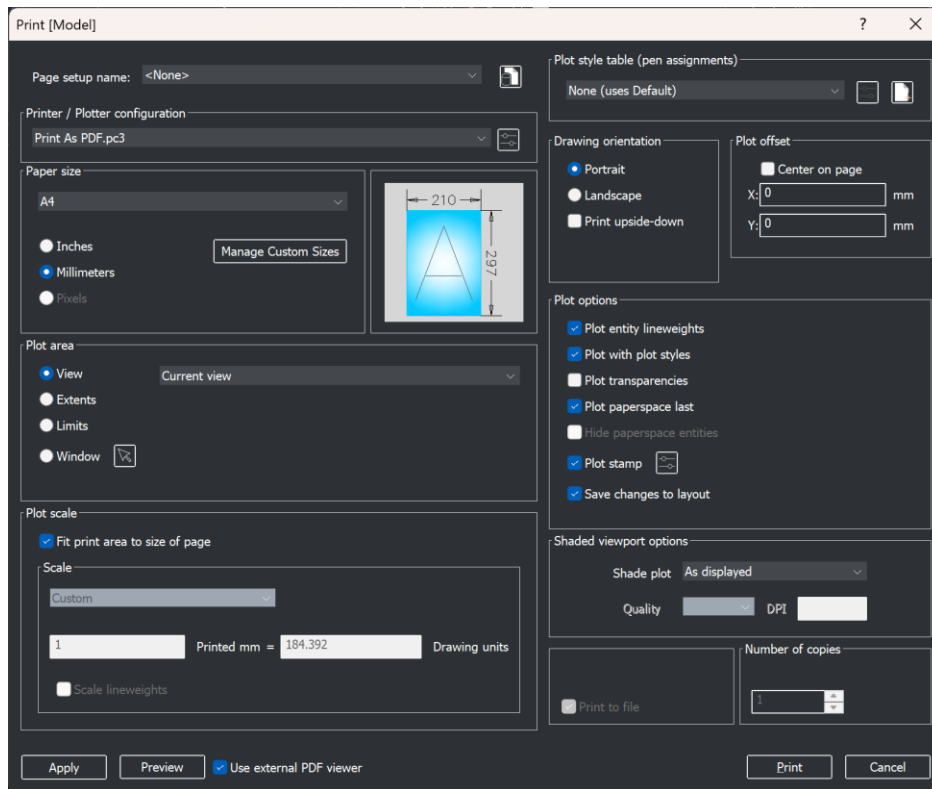 Print [Model]
? ×
Page setup name: <None>
Printer / Plotter configuration
Print As PDF.pc3
Paper size
A4
Inches
Manage Custom Sizes
Millimeters
Pixels
210
297
A
Plot area
View Current view
Extents
Limits
Window
Plot scale
Fit print area to size of page
Scale
Custom
1 Printed mm = 184.392 Drawing units
Scale lineweights
Plot style table (pen assignments)
None (uses Default)
Drawing orientation
Portrait
Landscape
Print upside-down
Plot offset
Center on page
X: 0 mm
Y: 0 mm
Plot options
Plot entity lineweights
Plot with plot styles
Plot transparencies
Plot paperspace last
Hide paperspace entities
Plot stamp
Save changes to layout
Shaded viewport options
Shade plot As displayed
Quality DPI
Print to file
Number of copies
1
Apply Preview Use external PDF viewer Print Cancel